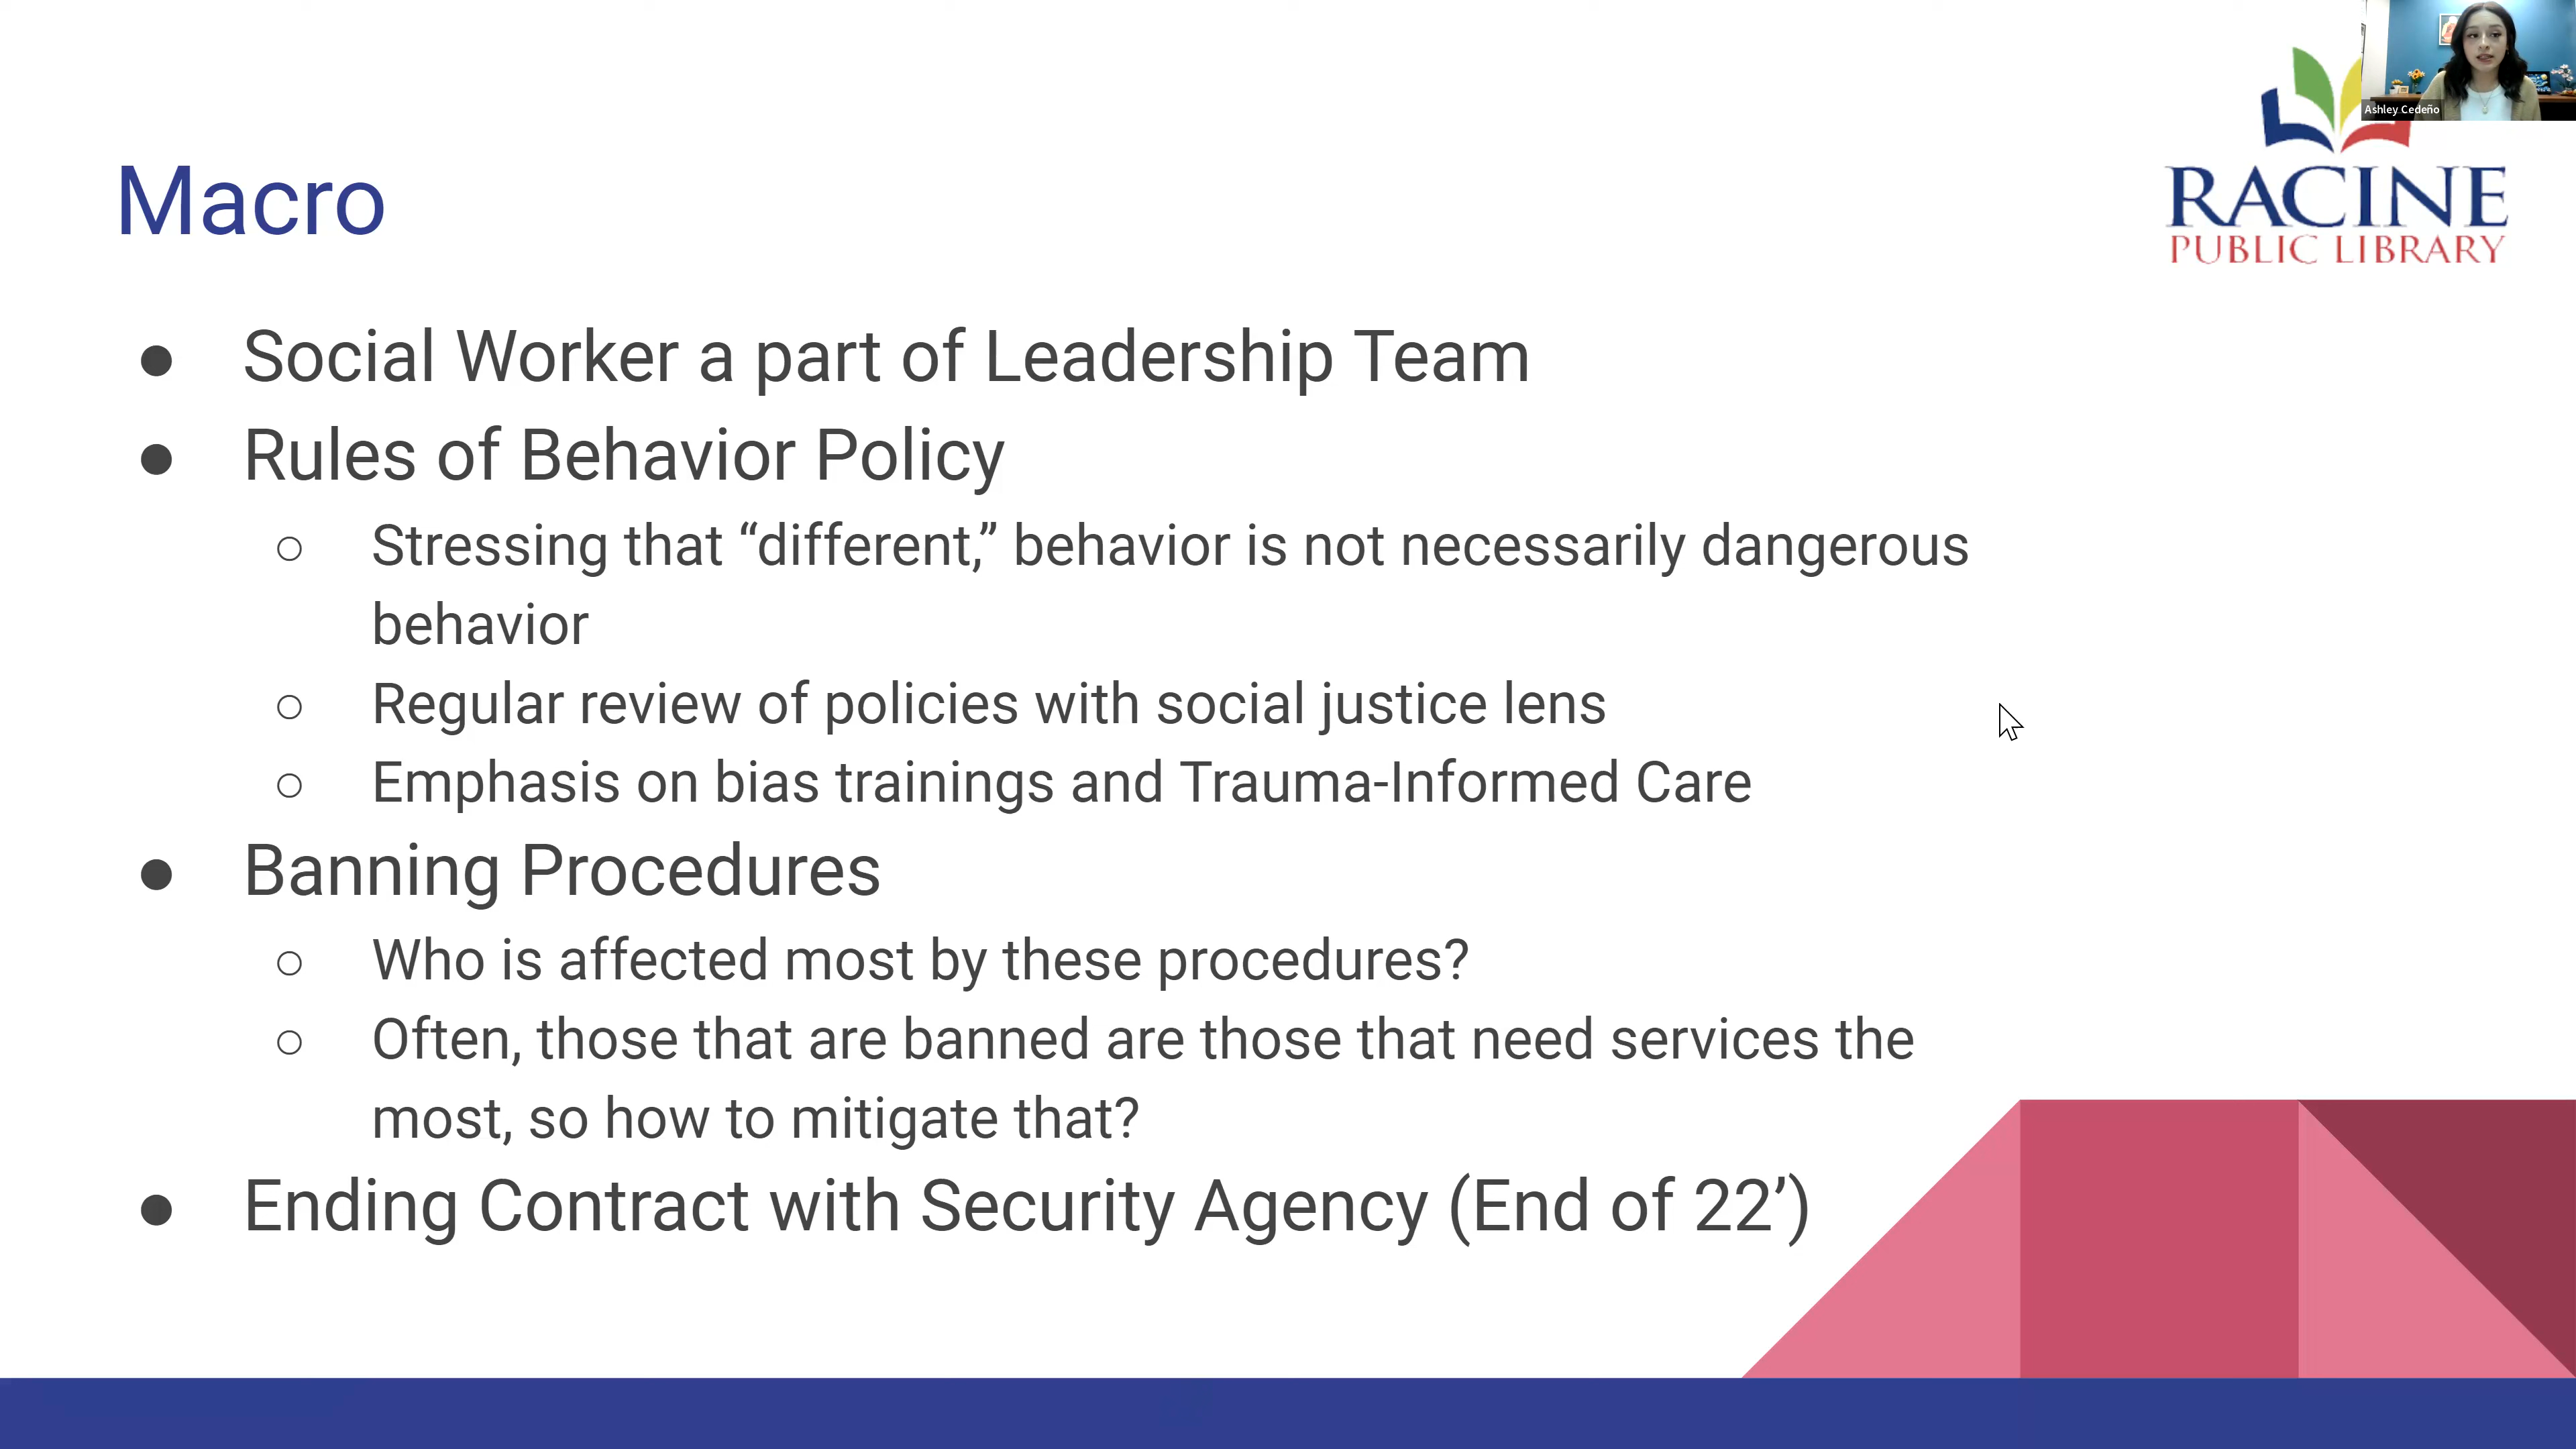 Ashley Cedeño
RACINE
PUBLIC LIBRARY
Macro
● Social Worker a part of Leadership Team
● Rules of Behavior Policy
○ Stressing that “different,” behavior is not necessarily dangerous
behavior
○ Regular review of policies with social justice lens
○ Emphasis on bias trainings and Trauma-Informed Care
● Banning Procedures
○ Who is affected most by these procedures?
○ Often, those that are banned are those that need services the
most, so how to mitigate that?
● Ending Contract with Security Agency (End of 22’)